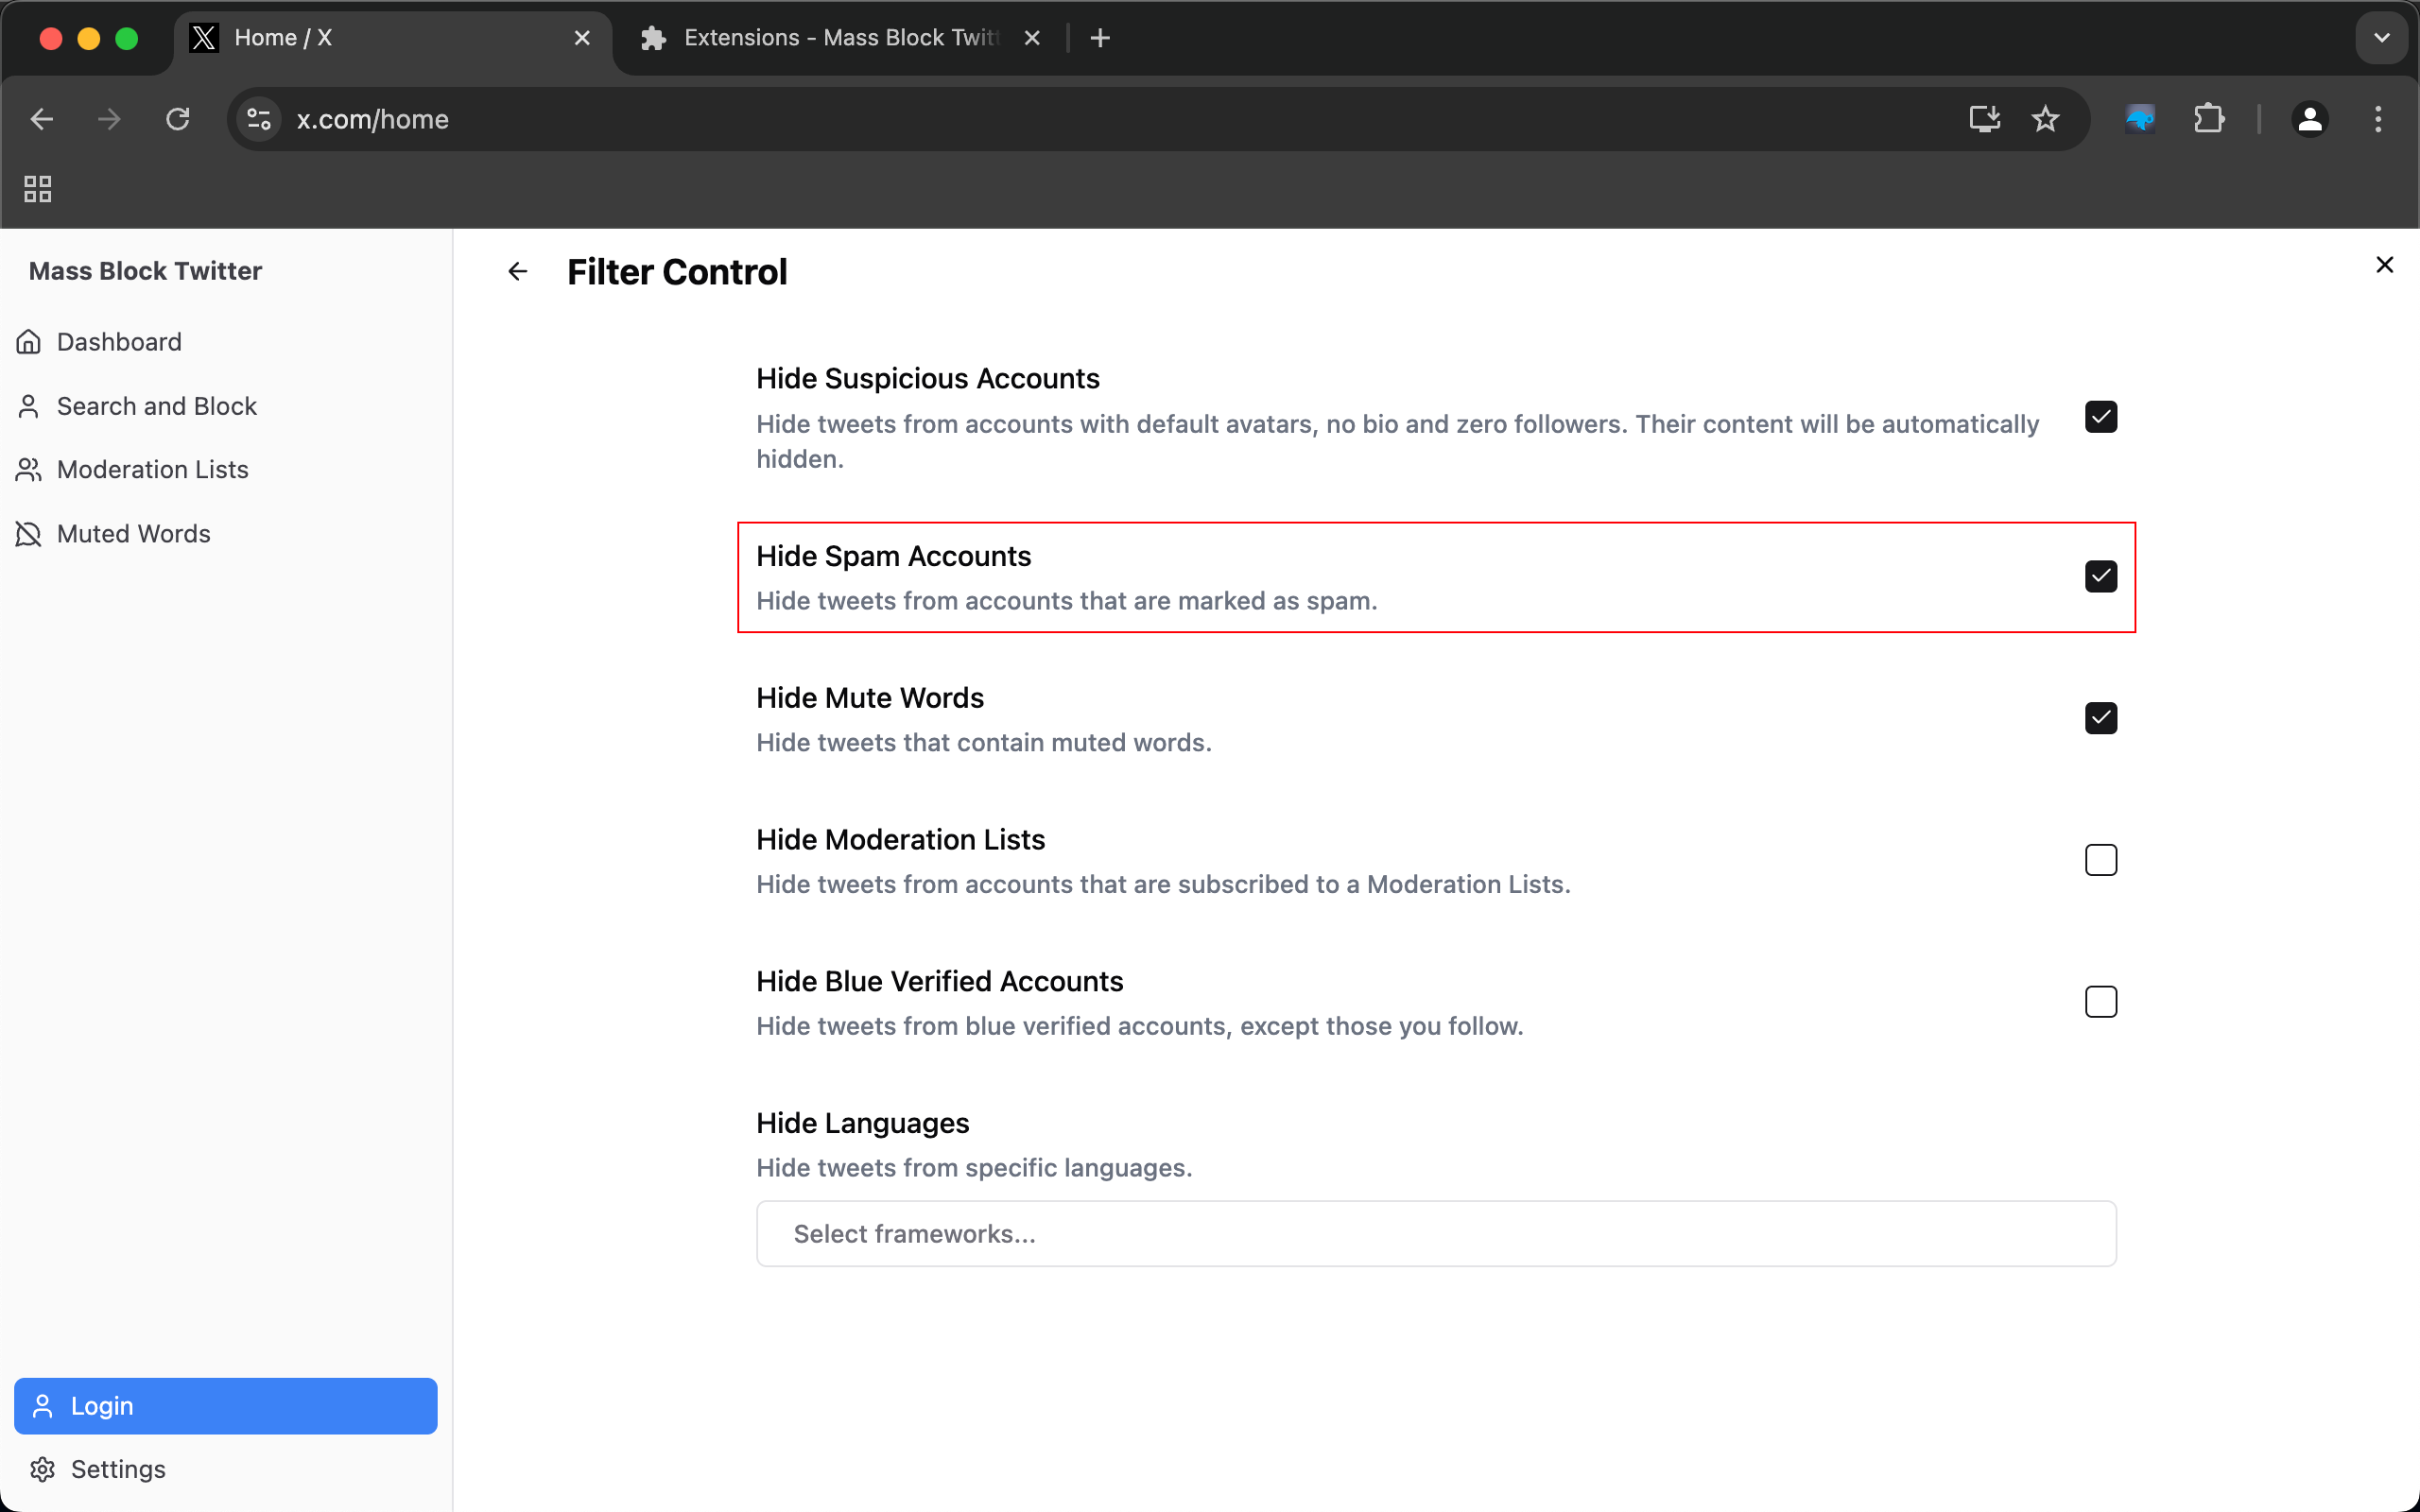 Home / X
Extensions - Mass Block Twitt
x.com/home
Mass Block Twitter
Dashboard
Search and Block
Moderation Lists
Muted Words
Login
Settings
Filter Control
Hide Suspicious Accounts
Hide tweets from accounts with default avatars, no bio and zero followers. Their content will be automatically
hidden.
Hide Spam Accounts
Hide tweets from accounts that are marked as spam.
Hide Mute Words
Hide tweets that contain muted words.
Hide Moderation Lists
Hide tweets from accounts that are subscribed to a Moderation Lists.
Hide Blue Verified Accounts
Hide tweets from blue verified accounts, except those you follow.
Hide Languages
Hide tweets from specific languages.
Select frameworks...